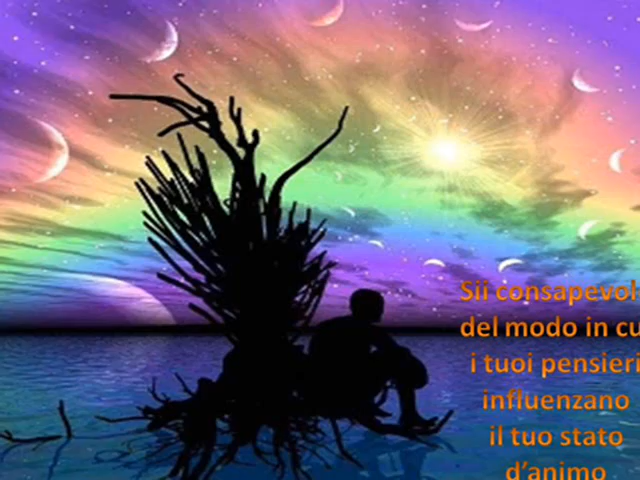 Sii consapevol
del modo in cu
i tuoi pensieri
influenzano
il tuo stato
d'animo